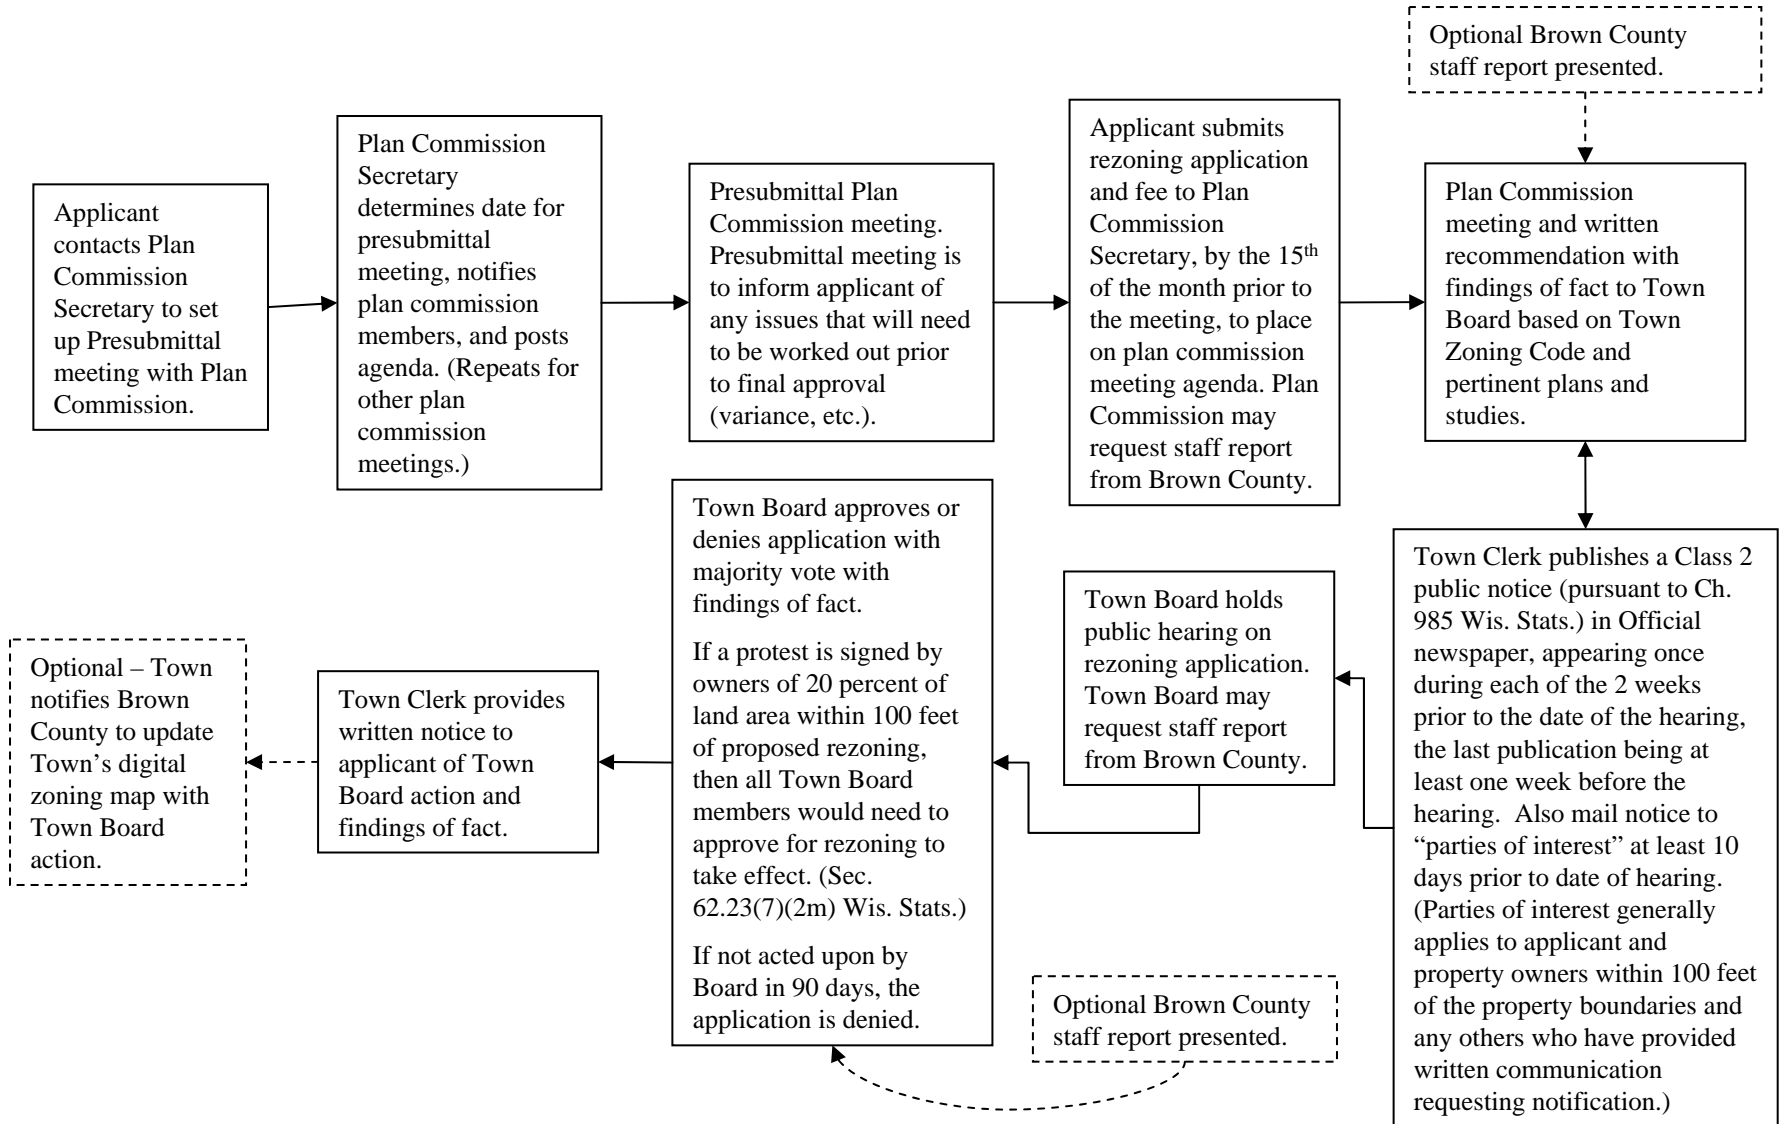 Applicant
contacts Plan
Commission
Secretary to set
up Presubmittal
meeting with Plan
Commission.
Plan Commission
Secretary
determines date for
presubmittal
meeting, notifies
plan commission
members, and posts
agenda. (Repeats for
other plan
commission
meetings.)
Presubmittal Plan
Commission meeting.
Presubmittal meeting is
to inform applicant of
any issues that will need
to be worked out prior
to final approval
(variance, etc.).
Applicant submits
rezoning application
and fee to Plan
Commission
Secretary, by the 15th
of the month prior to
the meeting, to place
on plan commission
meeting agenda. Plan
Commission may
request staff report
from Brown County.
Optional Brown County
staff report presented.
Plan Commission
meeting and written
recommendation with
findings of fact to Town
Board based on Town
Zoning Code and
pertinent plans and
studies.
Town Clerk publishes a Class 2
public notice (pursuant to Ch.
985 Wis. Stats.) in Official
newspaper, appearing once
during each of the 2 weeks
prior to the date of the hearing,
the last publication being at
least one week before the
hearing.  Also mail notice to
“parties of interest” at least 10
days prior to date of hearing.
(Parties of interest generally
applies to applicant and
property owners within 100 feet
of the property boundaries and
any others who have provided
written communication
requesting notification.)
Town Board holds
public hearing on
rezoning application.
Town Board may
request staff report
from Brown County.
Town Board approves or
denies application with
majority vote with
findings of fact.
If a protest is signed by
owners of 20 percent of
land area within 100 feet
of proposed rezoning,
then all Town Board
members would need to
approve for rezoning to
take effect. (Sec.
62.23(7)(2m) Wis. Stats.)
If not acted upon by
Board in 90 days, the
application is denied.
Optional Brown County
staff report presented.
Town Clerk provides
written notice to
applicant of Town
Board action and
findings of fact.
Optional – Town
notifies Brown
County to update
Town’s digital
zoning map with
Town Board
action.